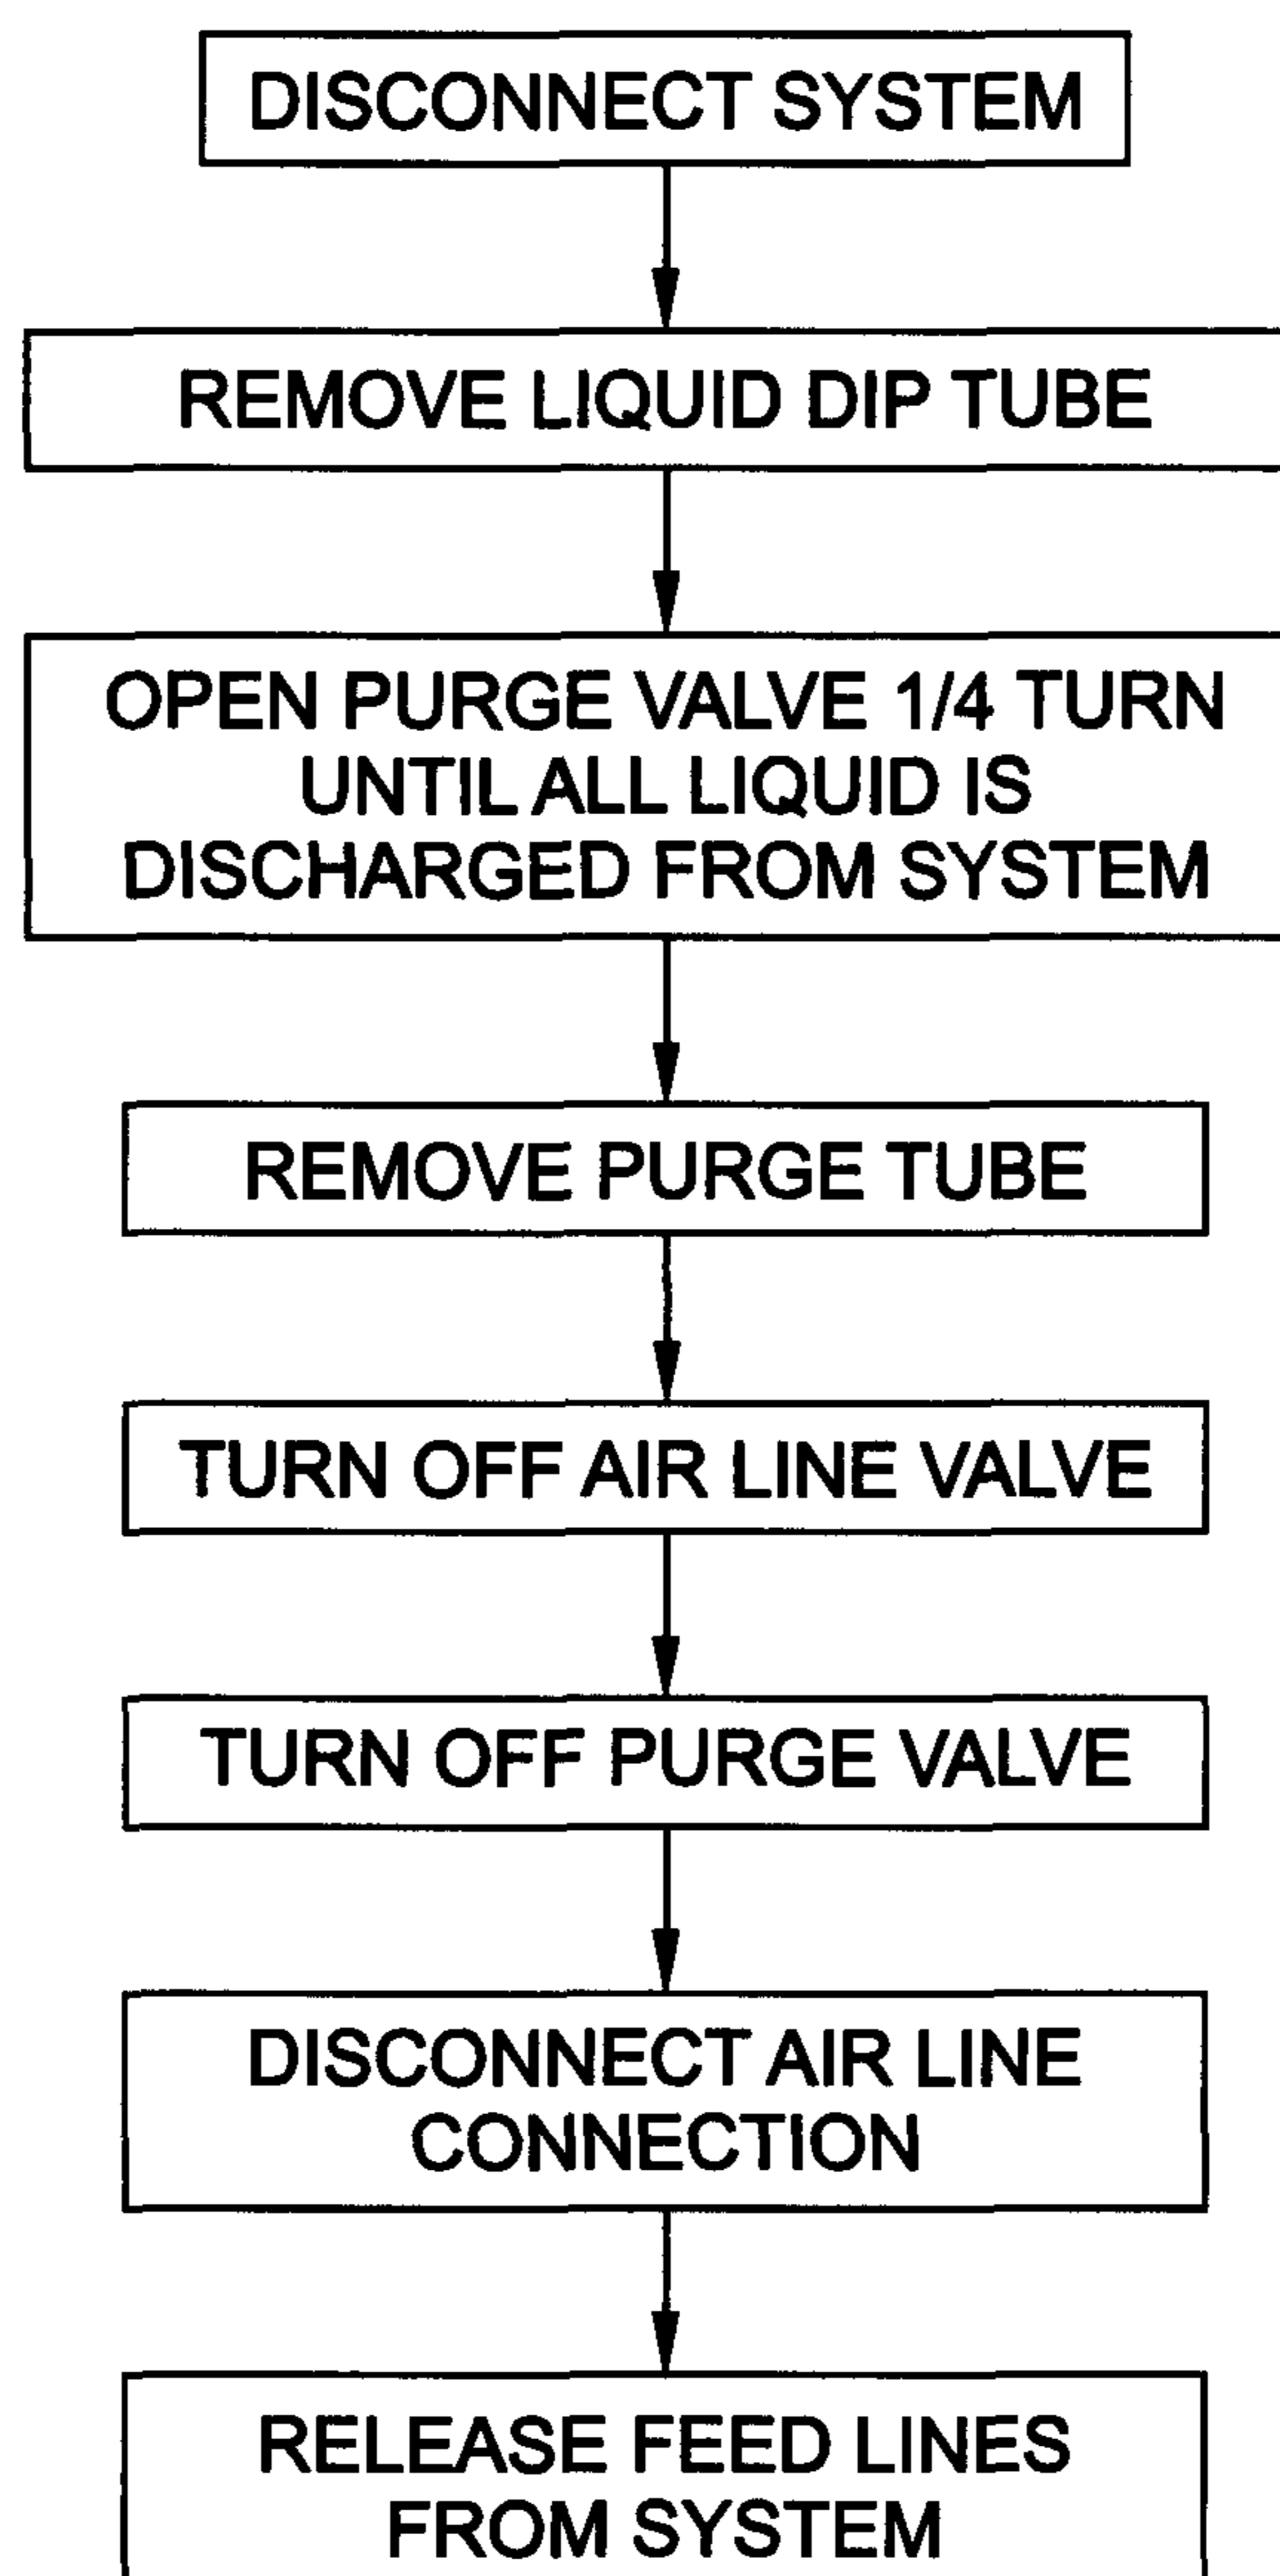 DISCONNECT SYSTEM
REMOVE LIQUID DIP TUBE
OPEN PURGE VALVE 1/4 TURN
UNTIL ALL LIQUID IS
DISCHARGED FROM SYSTEM
REMOVE PURGE TUBE
TURN OFF AIR LINE VALVE
TURN OFF PURGE VALVE
DISCONNECT AIR LINE
CONNECTION
RELEASE FEED LINES
FROM SYSTEM